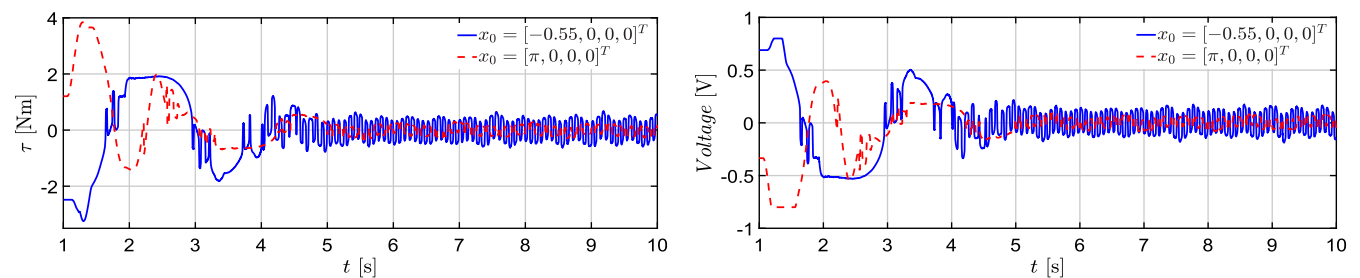 4
2
0
-2
τ [Nm]
x₀ = [−0.55, 0, 0, 0]ᵀ
x₀ = [π, 0, 0, 0]ᵀ
1 2 3 4 5 6 7 8 9 10
t [s]
1
0.5
0
-0.5
-1
Voltage [V]
x₀ = [−0.55, 0, 0, 0]ᵀ
x₀ = [π, 0, 0, 0]ᵀ
1 2 3 4 5 6 7 8 9 10
t [s]